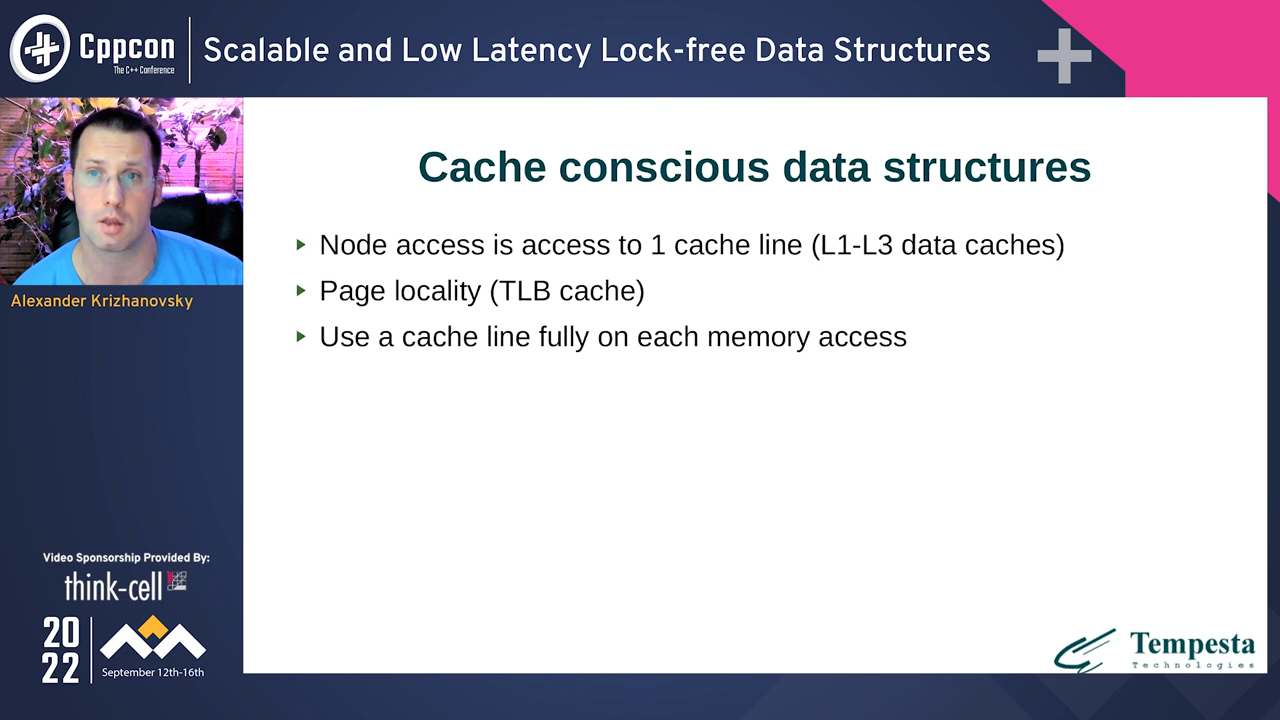 Cppcon
The C++ Conference
Scalable and Low Latency Lock-free Data Structures
Alexander Krizhanovsky
Cache conscious data structures
Node access is access to 1 cache line (L1-L3 data caches)
Page locality (TLB cache)
Use a cache line fully on each memory access
Video Sponsorship Provided By:
think-cell
20
22
September 12th-16th
Tempesta
Technologies